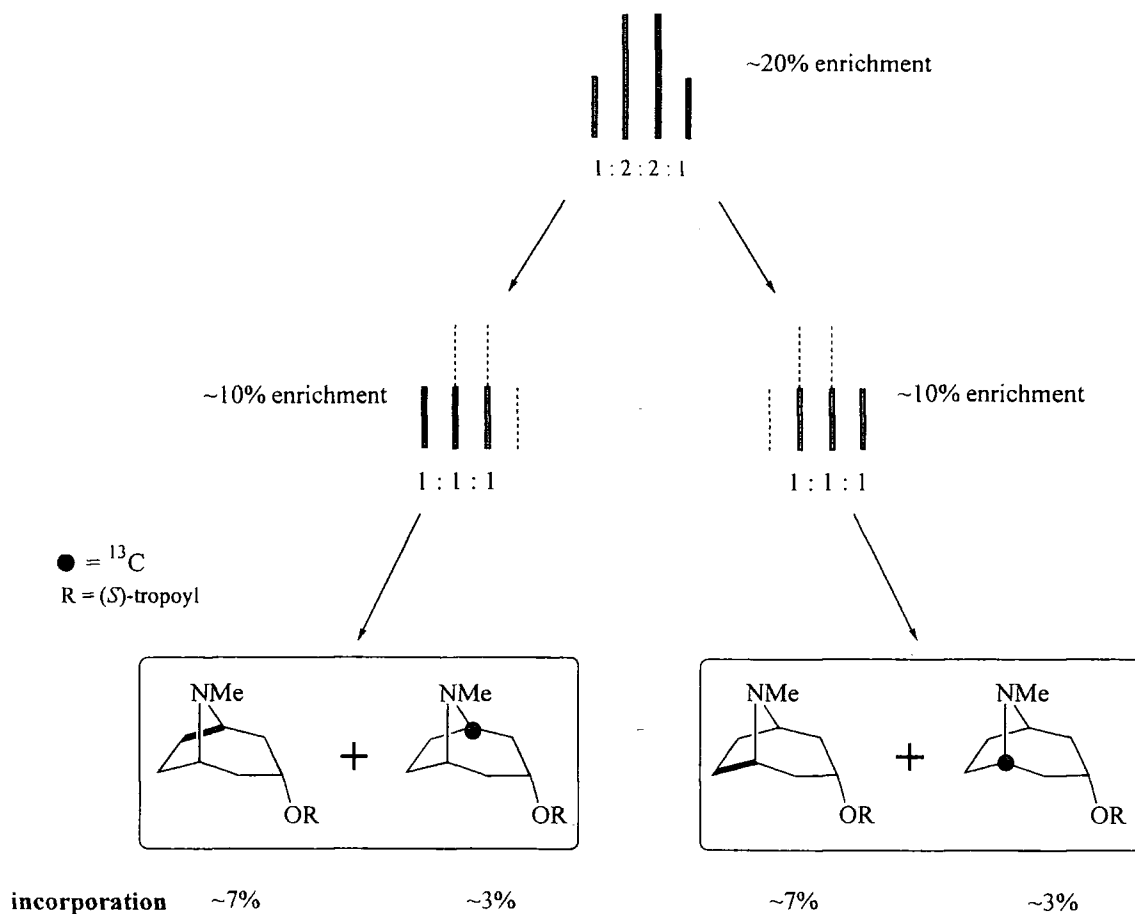 ~20% enrichment
1 : 2 : 2 : 1
~10% enrichment
~10% enrichment
1 : 1 : 1
1 : 1 : 1
● = ¹³C
R = (S)-tropoyl
NMe
NMe
NMe
NMe
+
+
OR
OR
OR
OR
incorporation ~7% ~3% ~7% ~3%